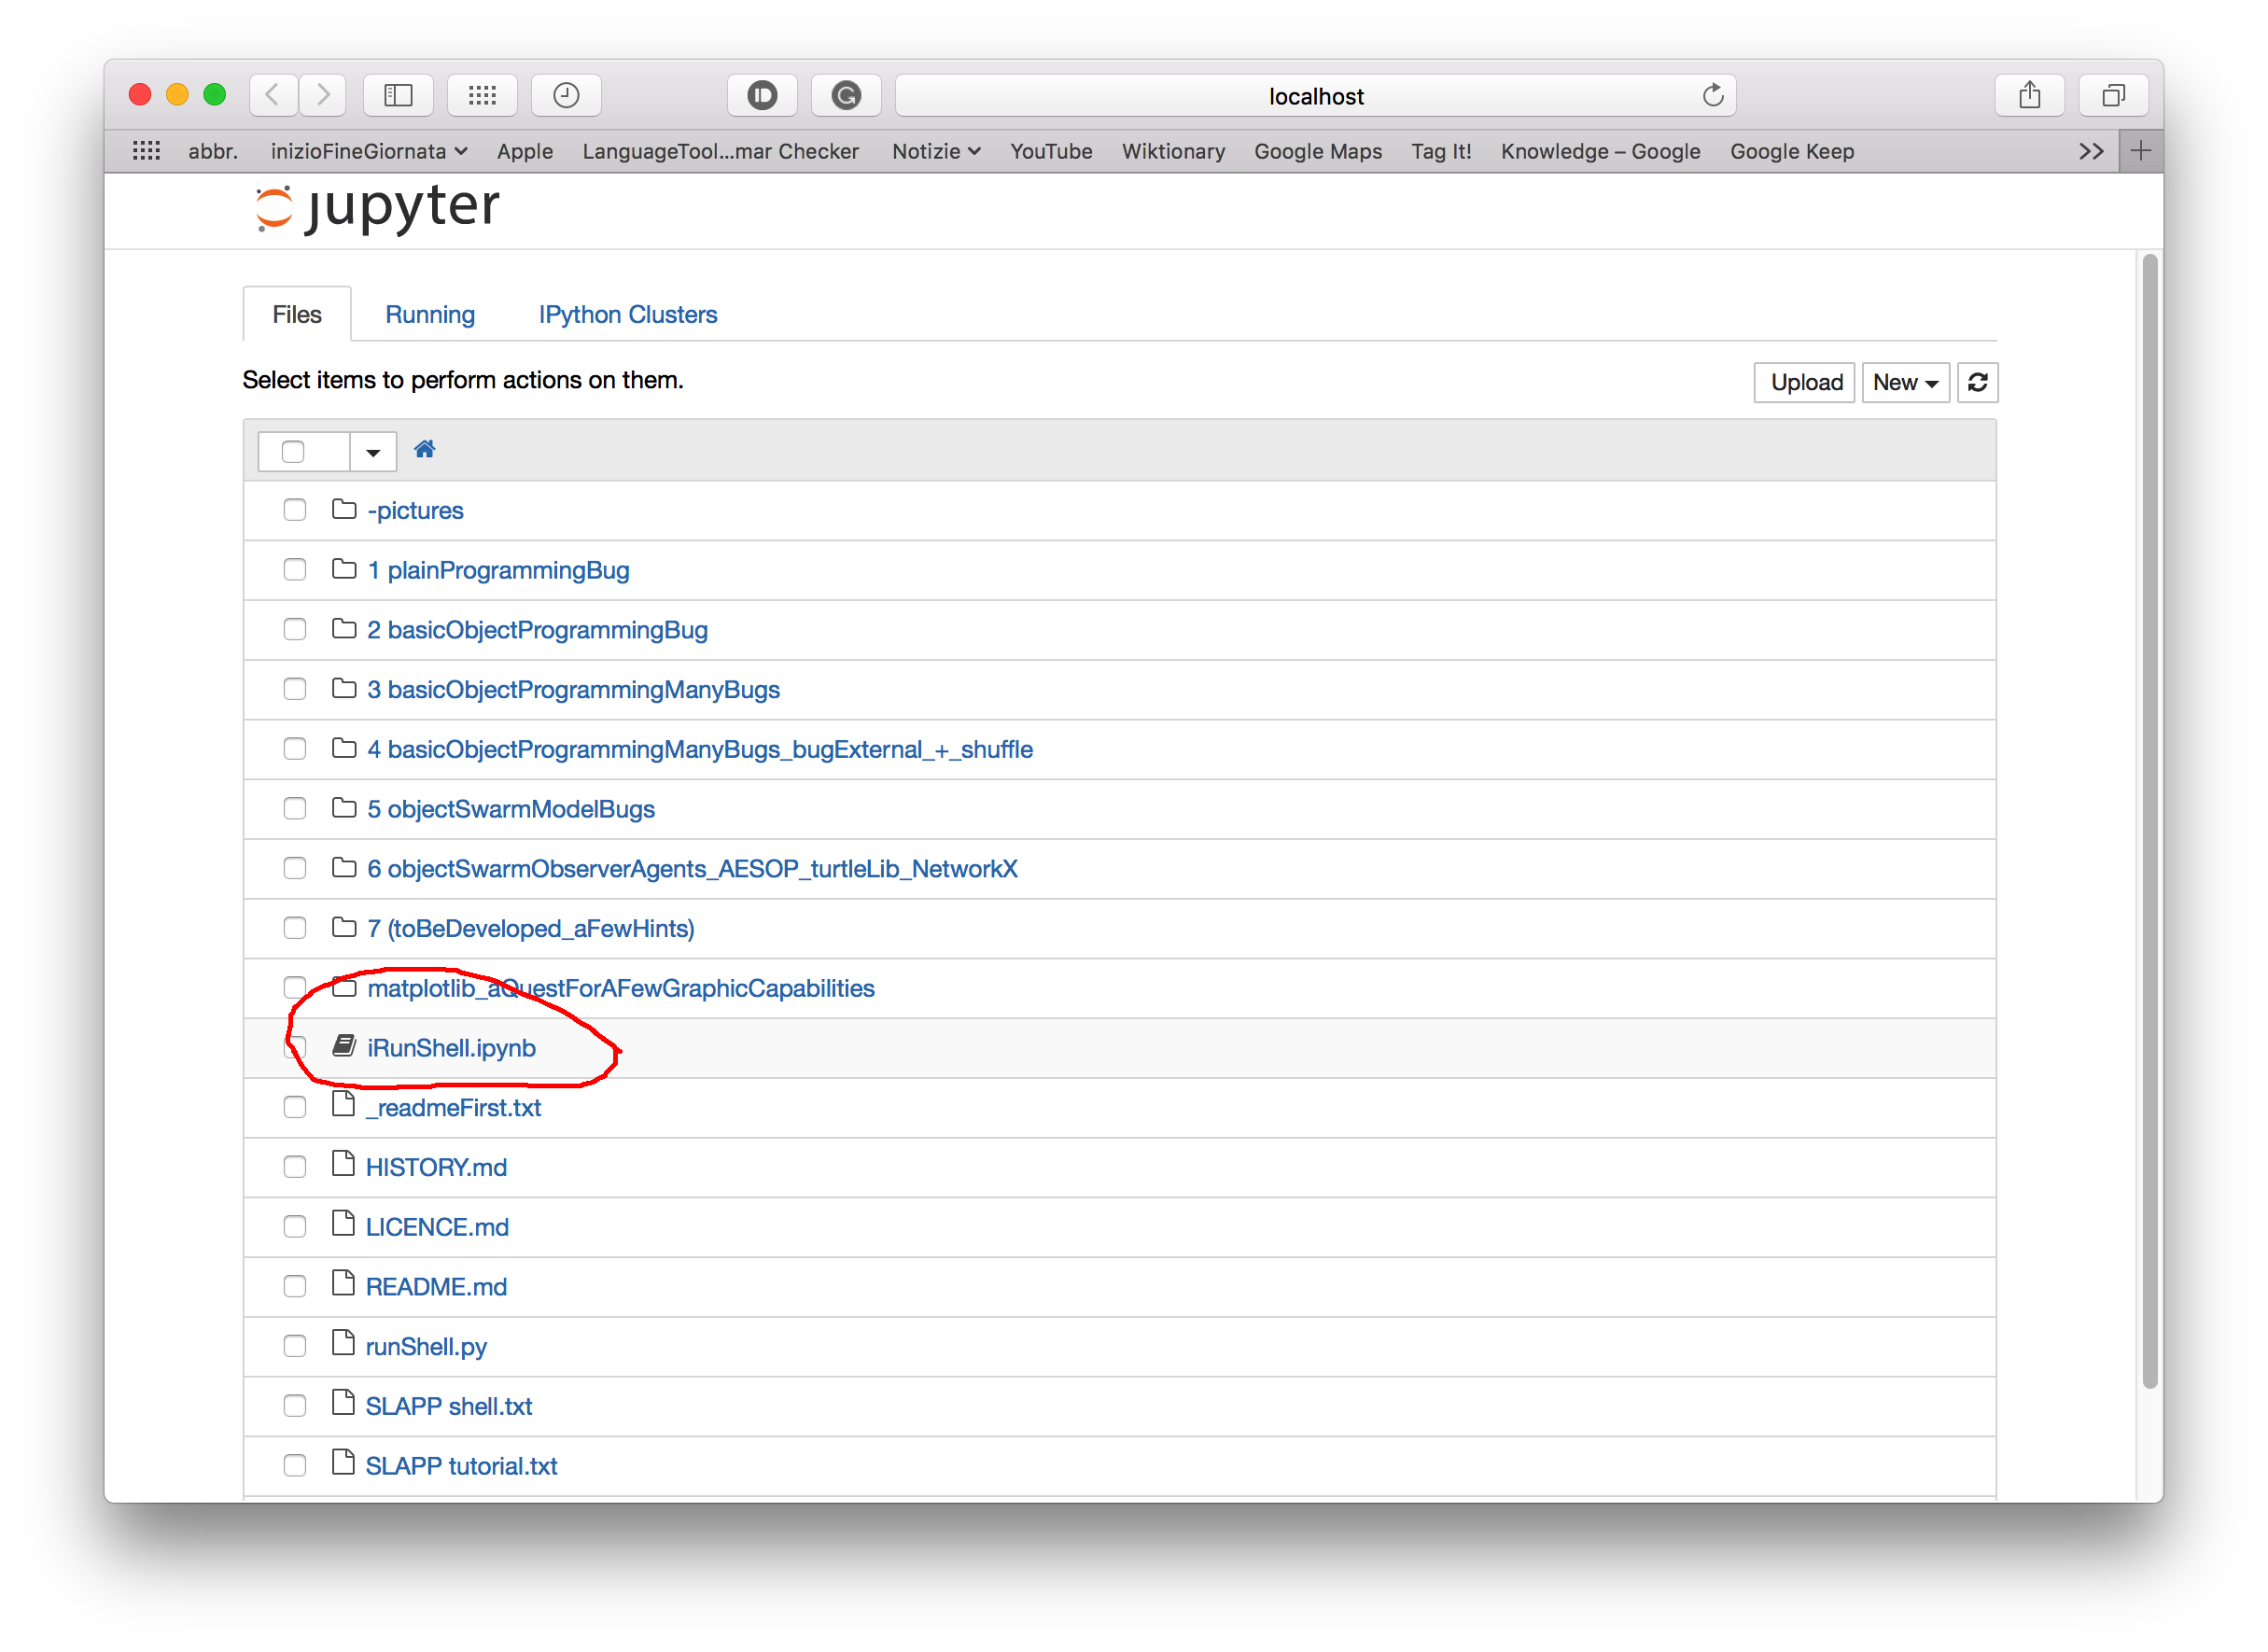 localhost
abbr. inizioFineGiornata Apple LanguageTool...mar Checker Notizie YouTube Wiktionary Google Maps Tag It! Knowledge – Google Google Keep >>
jupyter
Files Running IPython Clusters
Select items to perform actions on them. Upload New
-pictures
1 plainProgrammingBug
2 basicObjectProgrammingBug
3 basicObjectProgrammingManyBugs
4 basicObjectProgrammingManyBugs_bugExternal_+_shuffle
5 objectSwarmModelBugs
6 objectSwarmObserverAgents_AESOP_turtleLib_NetworkX
7 (toBeDeveloped_aFewHints)
matplotlib_aQuestForAFewGraphicCapabilities
iRunShell.ipynb
_readmeFirst.txt
HISTORY.md
LICENCE.md
README.md
runShell.py
SLAPP shell.txt
SLAPP tutorial.txt